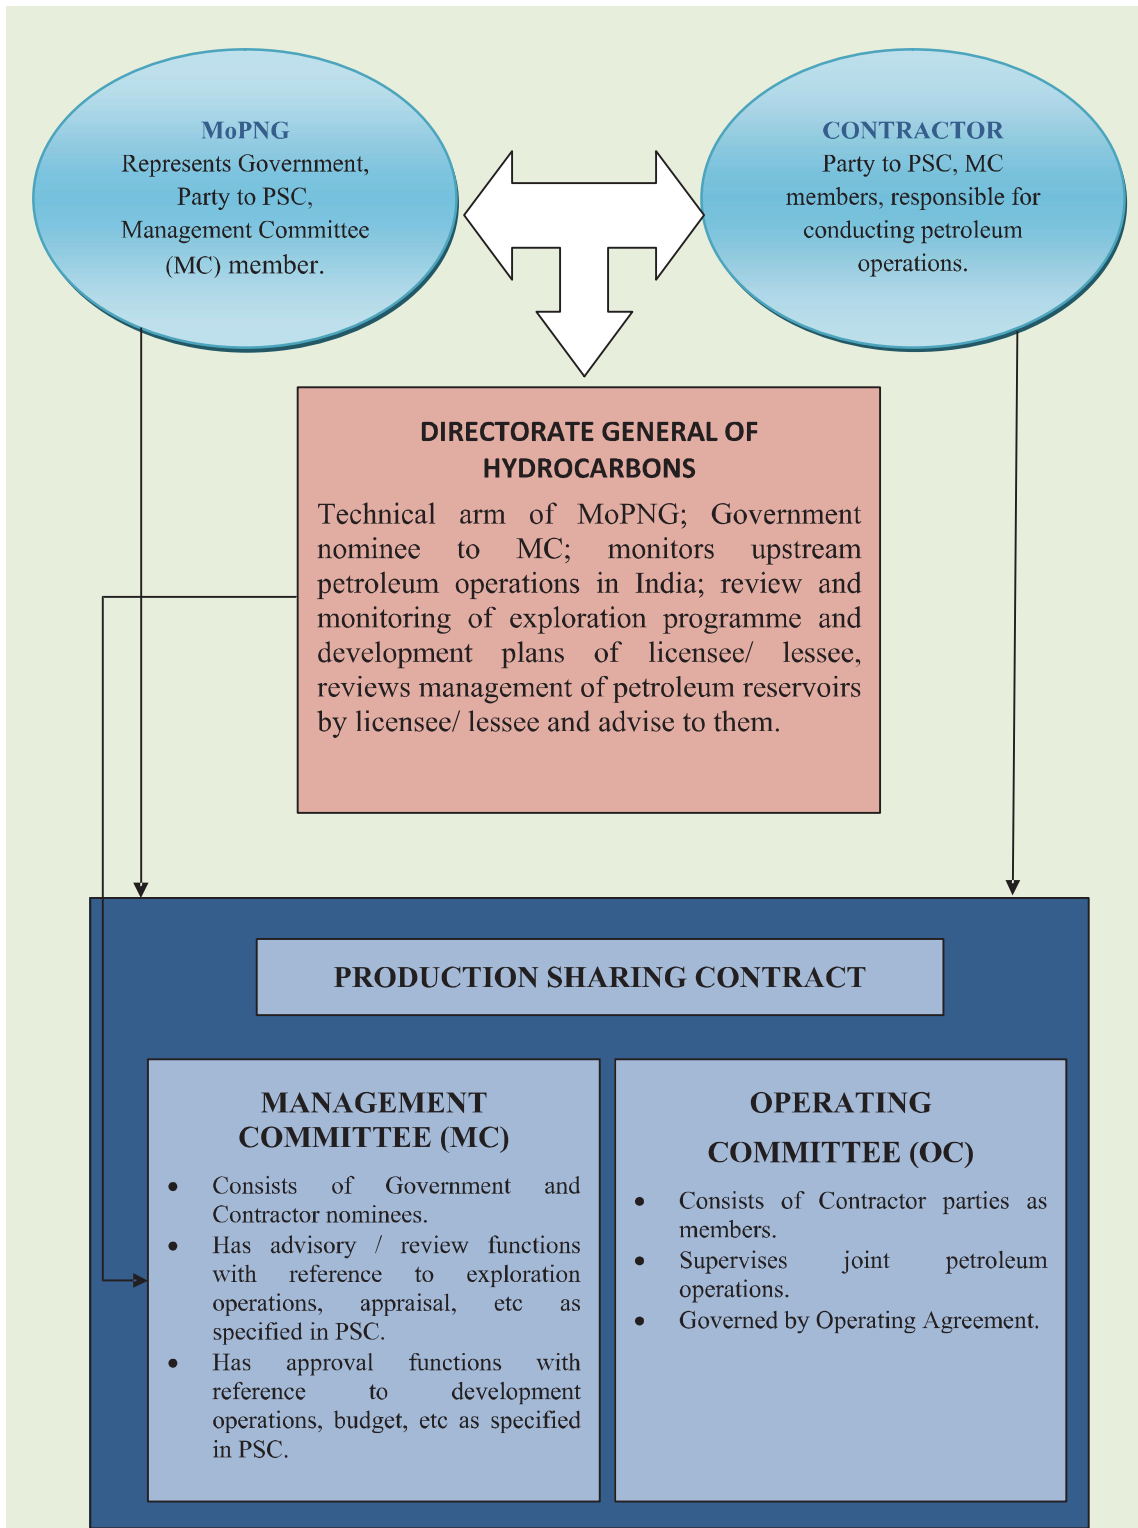 MoPNG
Represents Government,
Party to PSC,
Management Committee
(MC) member.
CONTRACTOR
Party to PSC, MC
members, responsible for
conducting petroleum
operations.
DIRECTORATE GENERAL OF
HYDROCARBONS
Technical arm of MoPNG; Government
nominee to MC; monitors upstream
petroleum operations in India; review and
monitoring of exploration programme and
development plans of licensee/ lessee,
reviews management of petroleum reservoirs
by licensee/ lessee and advise to them.
PRODUCTION SHARING CONTRACT
MANAGEMENT
COMMITTEE (MC)
• Consists of Government and
Contractor nominees.
• Has advisory / review functions
with reference to exploration
operations, appraisal, etc as
specified in PSC.
• Has approval functions with
reference to development
operations, budget, etc as specified
in PSC.
OPERATING
COMMITTEE (OC)
• Consists of Contractor parties as
members.
• Supervises joint petroleum
operations.
• Governed by Operating Agreement.